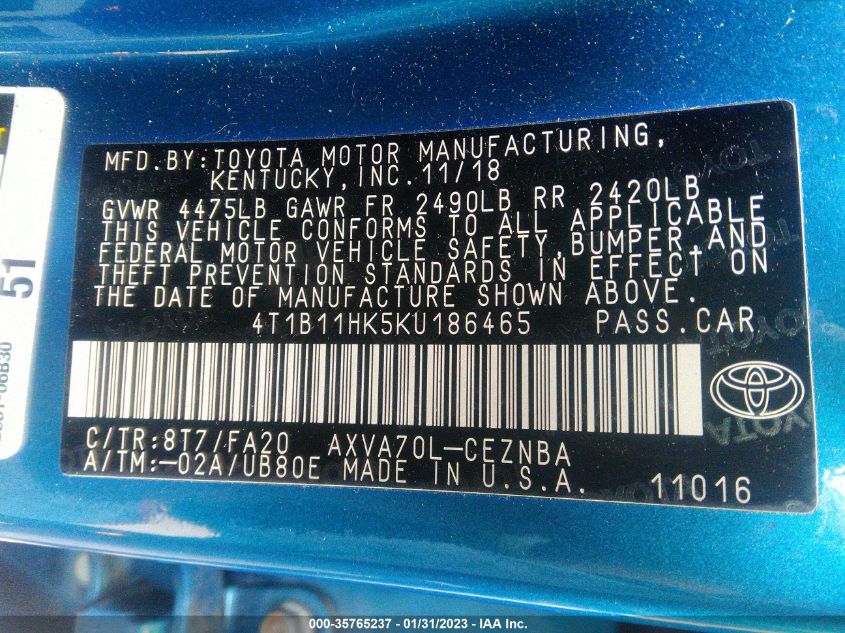 MFD. BY: TOYOTA MOTOR MANUFACTURING,
KENTUCKY, INC. 11/18
GVWR 4475LB GAWR FR 2490LB RR 2420LB
THIS VEHICLE CONFORMS TO ALL APPLICABLE
FEDERAL MOTOR VEHICLE SAFETY, BUMPER, AND
THEFT PREVENTION STANDARDS IN EFFECT ON
THE DATE OF MANUFACTURE SHOWN ABOVE.
4T1B11HK5KU186465 PASS. CAR
C/TR: 8T7/FA20 AXVA70L-CEZNBA
A/TM: -02A/UB80E MADE IN U.S.A. 11016
51
000-35765237 - 01/31/2023 - IAA Inc.